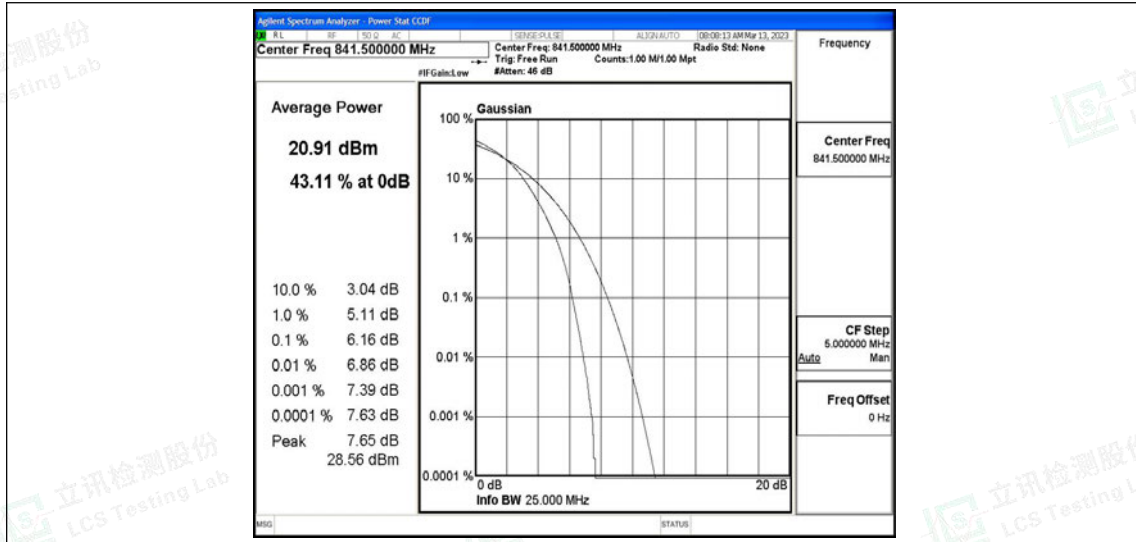 Agilent Spectrum Analyzer - Power Stat CCDF
RL RF 50 Ω AC SENSE:PULSE ALIGN AUTO 08:08:13 AM Mar 13, 2023
Center Freq 841.500000 MHz
Center Freq: 841.500000 MHz Radio Std: None
Trig: Free Run Counts:1.00 M/1.00 Mpt
#IFGain:Low #Atten: 46 dB
Frequency
Average Power
20.91 dBm
43.11 % at 0dB
10.0 % 3.04 dB
1.0 % 5.11 dB
0.1 % 6.16 dB
0.01 % 6.86 dB
0.001 % 7.39 dB
0.0001 % 7.63 dB
Peak 7.65 dB
28.56 dBm
Gaussian
100 %
10 %
1 %
0.1 %
0.01 %
0.001 %
0.0001 %
0 dB 20 dB
Info BW 25.000 MHz
Center Freq
841.500000 MHz
CF Step
5.000000 MHz
Auto Man
Freq Offset
0 Hz
MSG STATUS
立讯检测股份
LCS Testing Lab